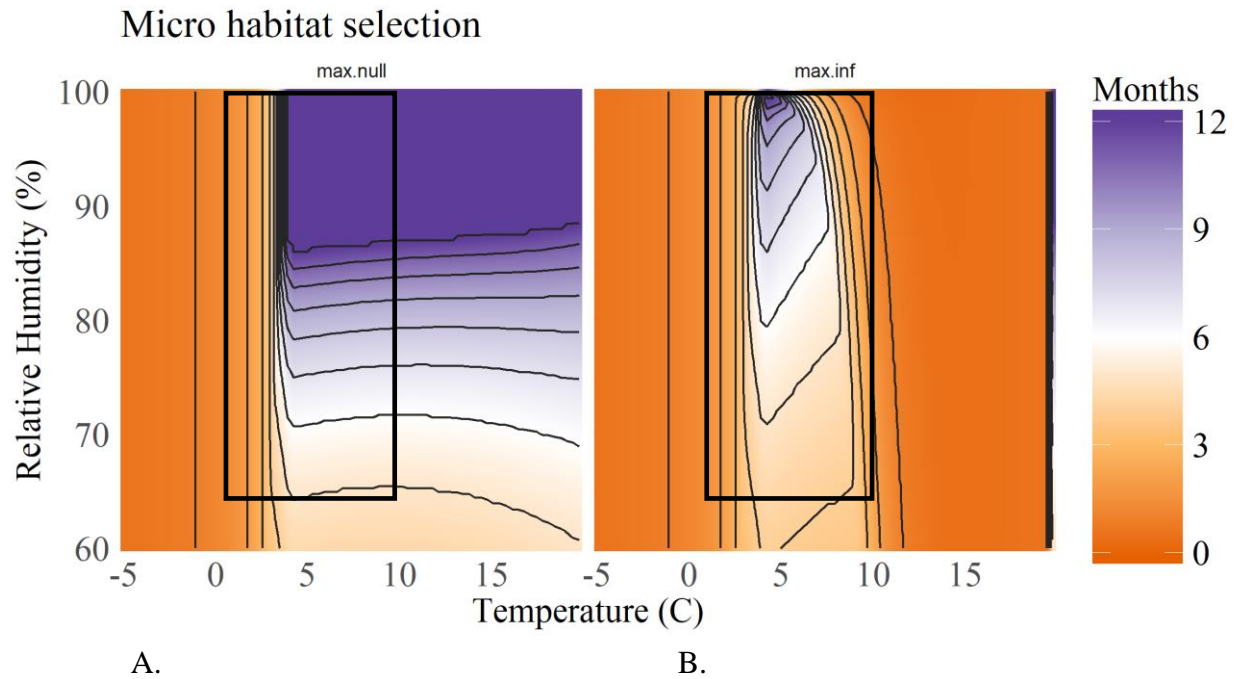 Micro habitat selection
max.null
max.inf
Months
100
90
80
70
60
Relative Humidity (%)
12
9
6
3
0
-5 0 5 10 15
-5 0 5 10 15
Temperature (C)
A.
B.